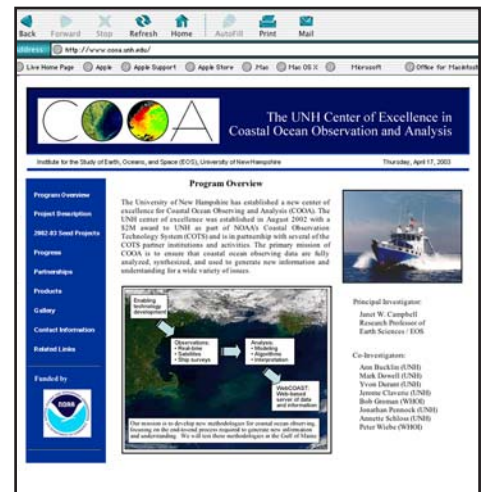 Back Forward Stop Refresh Home AutoFill Print Mail
address http://www.cooa.unh.edu/
Live Home Page Apple Apple Support Apple Store .Mac Mac OS X Microsoft Office for Macintosh
COOA
The UNH Center of Excellence in
Coastal Ocean Observation and Analysis
Institute for the Study of Earth, Oceans, and Space (EOS), University of New Hampshire
Thursday, April 17, 2003
Program Overview
Project Description
2002-03 Seed Projects
Progress
Partnerships
Products
Gallery
Contact Information
Related Links
Funded by
NOAA
Program Overview
The University of New Hampshire has established a new center of
excellence for Coastal Ocean Observing and Analysis (COOA). The
UNH center of excellence was established in August 2002 with a
$2M award to UNH as part of NOAA's Coastal Observation
Technology System (COTS) and is in partnership with several of the
COTS partner institutions and activities. The primary mission of
COOA is to ensure that coastal ocean observing data are fully
analyzed, synthesized, and used to generate new information and
understanding for a wide variety of issues.
Enabling
technology
development
Observations:
• Real-time
• Satellites
• Ship surveys
Analysis:
• Modeling
• Algorithms
• Interpretation
WebCOAST:
Web-based
server of data
and information
Our mission is to develop new methodologies for coastal ocean observing,
focusing on the end-to-end process required to generate new information
and understanding. We will test these methodologies in the Gulf of Maine
Principal Investigator:
Janet W. Campbell
Research Professor of
Earth Sciences / EOS
Co-Investigators:
Ann Bucklin (UNH)
Mark Dowell (UNH)
Yvon Durant (UNH)
Jerome Claverie (UNH)
Bob Groman (WHOI)
Jonathan Pennock (UNH)
Annette Schloss (UNH)
Peter Wiebe (WHOI)